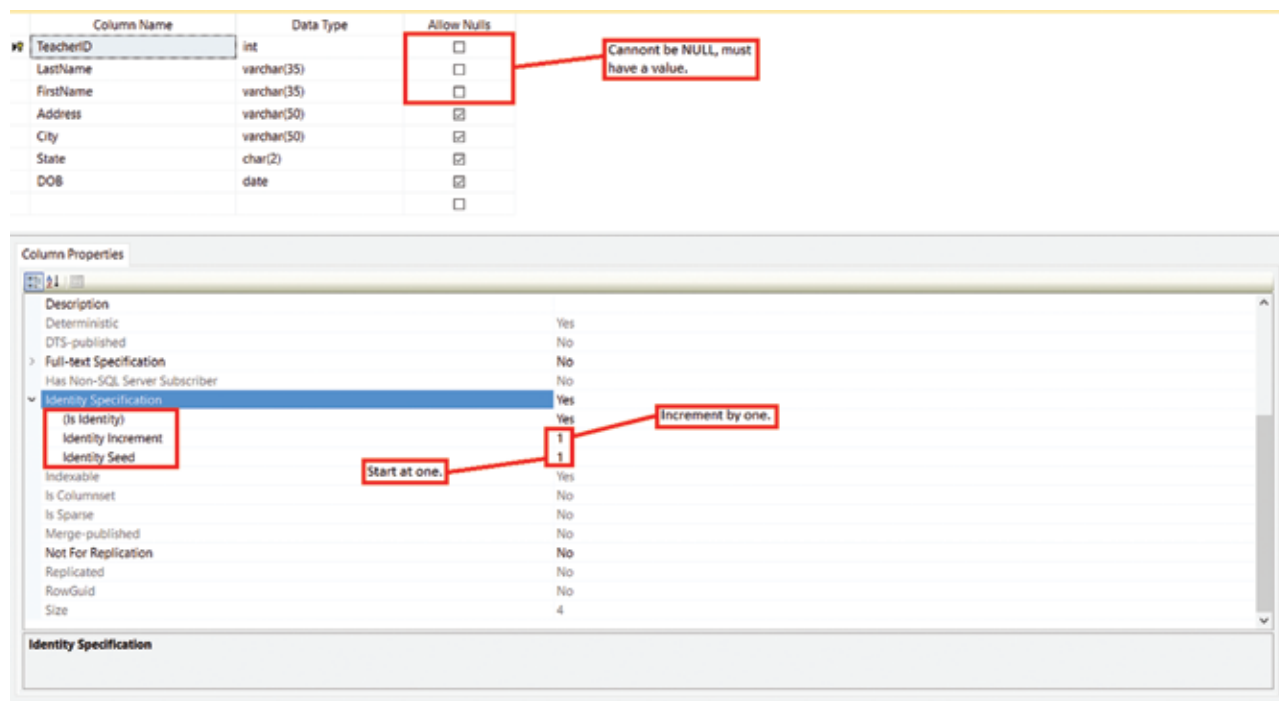 Column Name Data Type Allow Nulls
TeacherID int
LastName varchar(35)
FirstName varchar(35)
Address varchar(50)
City varchar(50)
State char(2)
DOB date
Cannont be NULL, must
have a value.
Column Properties
Description
Deterministic Yes
DTS-published No
Full-text Specification No
Has Non-SQL Server Subscriber No
Identity Specification Yes
(Is Identity) Yes
Increment by one.
Identity Increment 1
Identity Seed 1
Start at one.
Indexable Yes
Is Columnset No
Is Sparse No
Merge-published No
Not For Replication No
Replicated No
RowGuid No
Size 4
Identity Specification